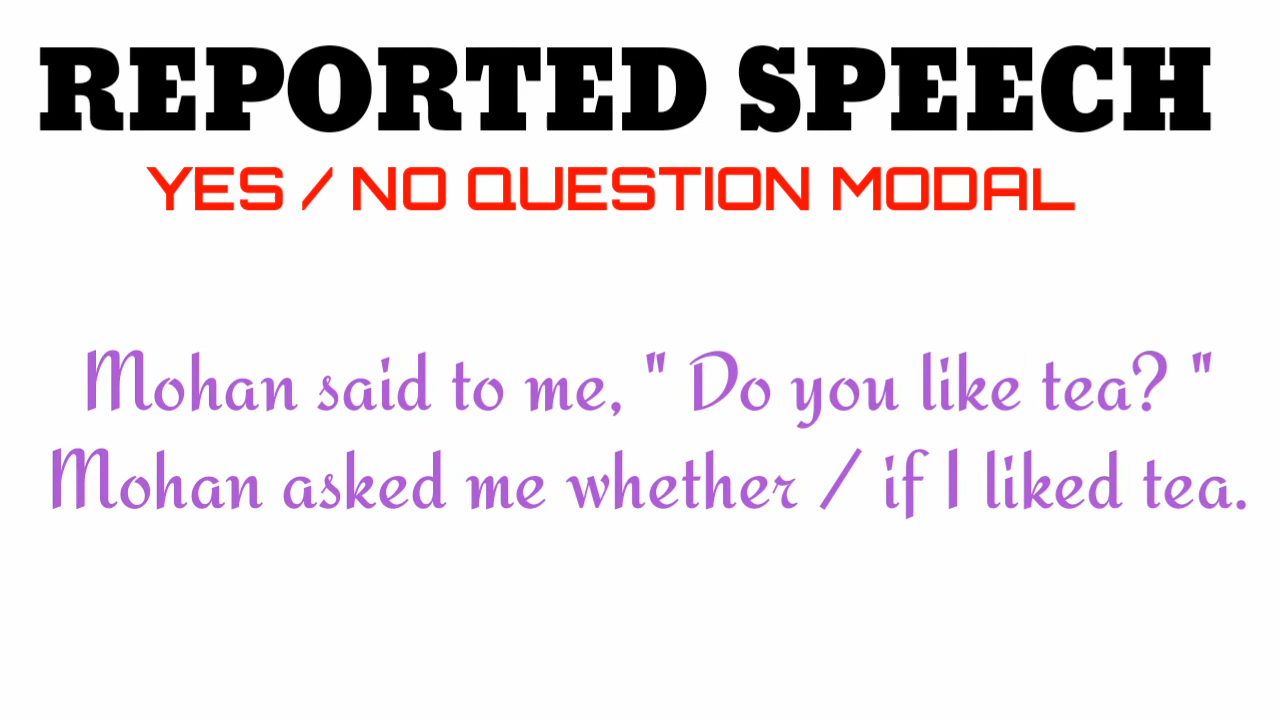 REPORTED SPEECH
YES / NO QUESTION MODAL
Mohan said to me, " Do you like tea? "
Mohan asked me whether / if I liked tea.